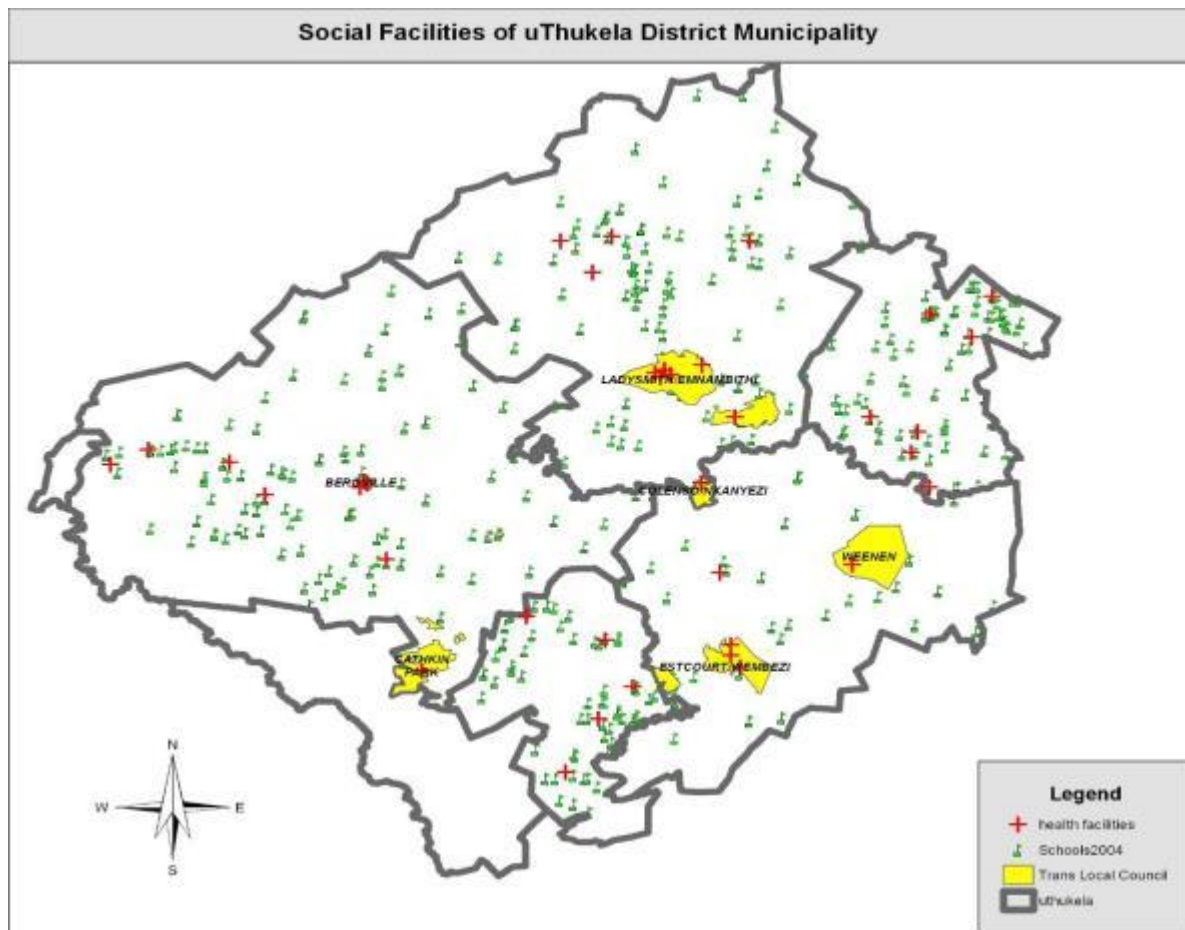 Social Facilities of uThukela District Municipality
LADYSMITH/EMNAMBITHI
BERGVILLE
COLENSO/NKANYEZI
WEENEN
CATHKIN
PARK
ESTCOURT/WEMBEZI
N
W
E
S
Legend
health facilities
Schools2004
Trans Local Council
uthukela